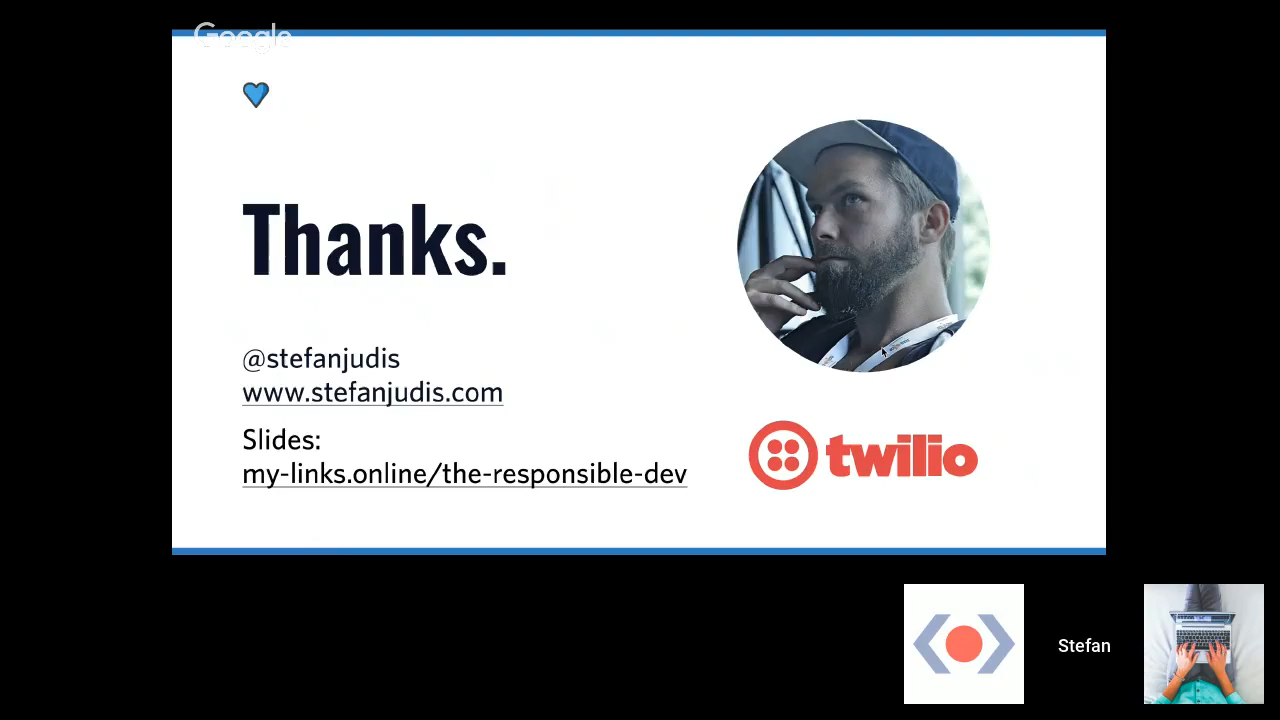 Google
Thanks.
@stefanjudis
www.stefanjudis.com
Slides:
my-links.online/the-responsible-dev
twilio
Stefan